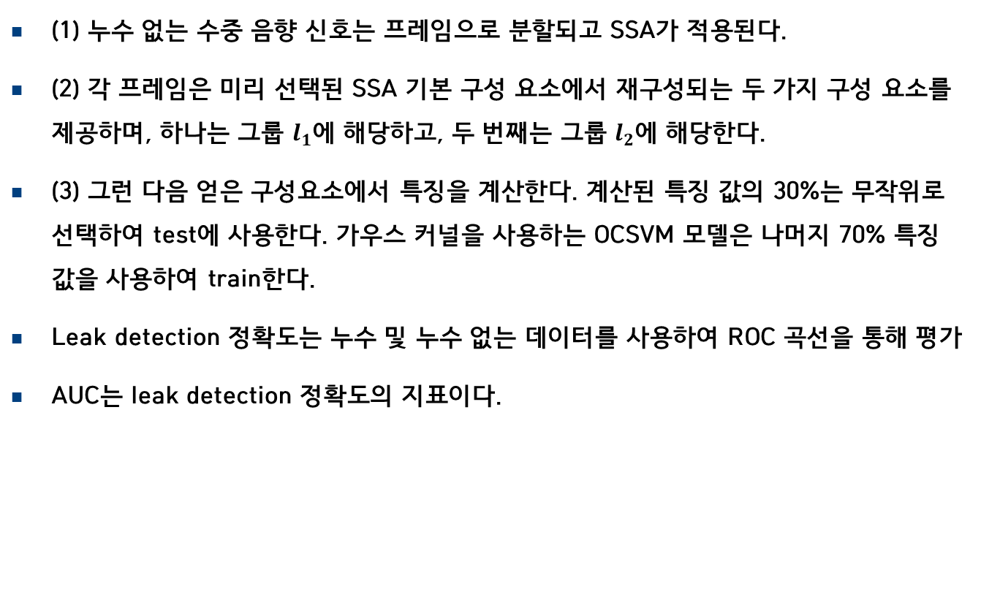 ▪ (1) 누수 없는 수중 음향 신호는 프레임으로 분할되고 SSA가 적용된다.
▪ (2) 각 프레임은 미리 선택된 SSA 기본 구성 요소에서 재구성되는 두 가지 구성 요소를
제공하며, 하나는 그룹 l₁에 해당하고, 두 번째는 그룹 l₂에 해당한다.
▪ (3) 그런 다음 얻은 구성요소에서 특징을 계산한다. 계산된 특징 값의 30%는 무작위로
선택하여 test에 사용한다. 가우스 커널을 사용하는 OCSVM 모델은 나머지 70% 특징
값을 사용하여 train한다.
▪ Leak detection 정확도는 누수 및 누수 없는 데이터를 사용하여 ROC 곡선을 통해 평가
▪ AUC는 leak detection 정확도의 지표이다.